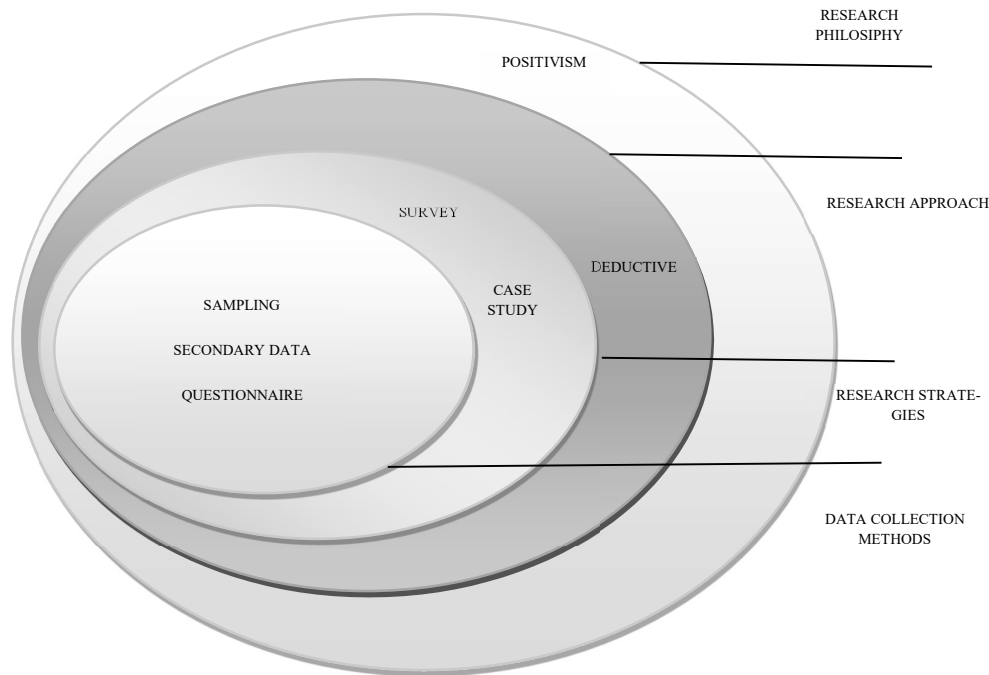 RESEARCH
PHILOSIPHY
POSITIVISM
RESEARCH APPROACH
SURVEY
DEDUCTIVE
CASE
STUDY
SAMPLING
SECONDARY DATA
QUESTIONNAIRE
RESEARCH STRATE-
GIES
DATA COLLECTION
METHODS